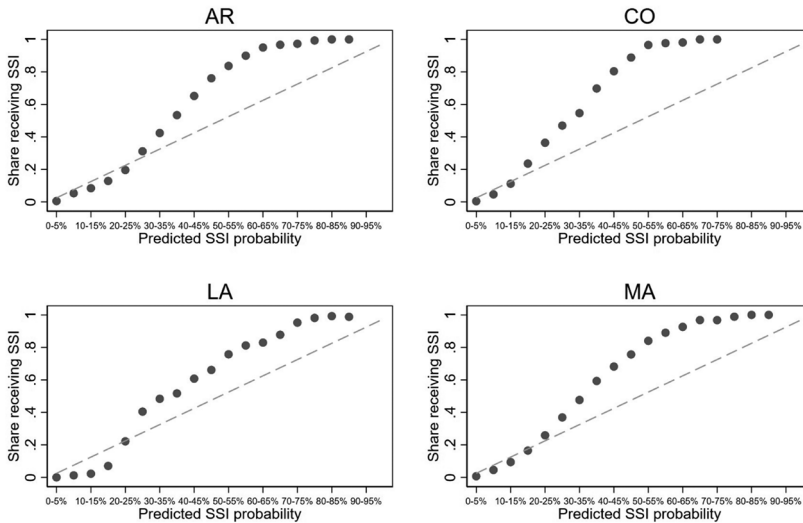 AR
Share receiving SSI
1
.8
.6
.4
.2
0
0-5% 10-15% 20-25% 30-35% 40-45% 50-55% 60-65% 70-75% 80-85% 90-95%
Predicted SSI probability
CO
Share receiving SSI
1
.8
.6
.4
.2
0
0-5% 10-15% 20-25% 30-35% 40-45% 50-55% 60-65% 70-75% 80-85% 90-95%
Predicted SSI probability
LA
Share receiving SSI
1
.8
.6
.4
.2
0
0-5% 10-15% 20-25% 30-35% 40-45% 50-55% 60-65% 70-75% 80-85% 90-95%
Predicted SSI probability
MA
Share receiving SSI
1
.8
.6
.4
.2
0
0-5% 10-15% 20-25% 30-35% 40-45% 50-55% 60-65% 70-75% 80-85% 90-95%
Predicted SSI probability